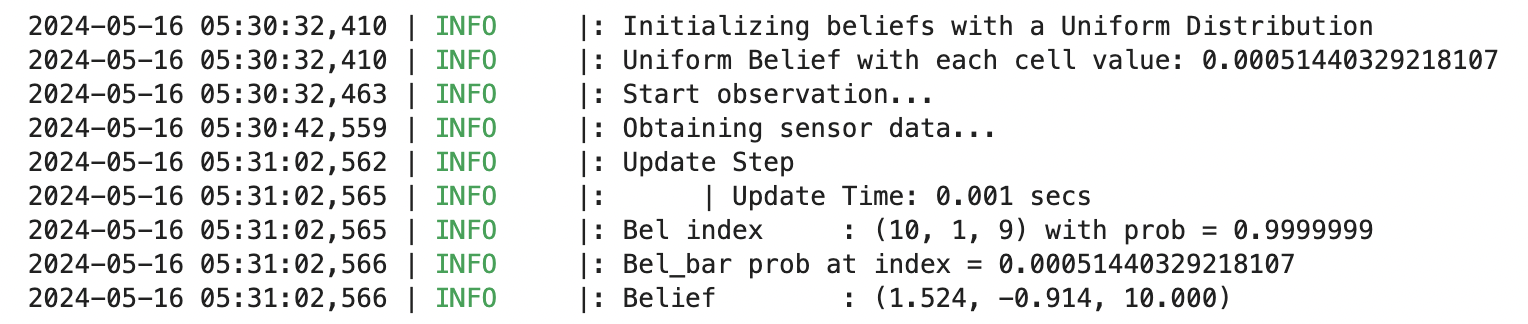 2024-05-16 05:30:32,410 | INFO     |: Initializing beliefs with a Uniform Distribution
2024-05-16 05:30:32,410 | INFO     |: Uniform Belief with each cell value: 0.00051440329218107
2024-05-16 05:30:32,463 | INFO     |: Start observation...
2024-05-16 05:30:42,559 | INFO     |: Obtaining sensor data...
2024-05-16 05:31:02,562 | INFO     |: Update Step
2024-05-16 05:31:02,565 | INFO     |:      | Update Time: 0.001 secs
2024-05-16 05:31:02,565 | INFO     |: Bel index     : (10, 1, 9) with prob = 0.9999999
2024-05-16 05:31:02,566 | INFO     |: Bel_bar prob at index = 0.00051440329218107
2024-05-16 05:31:02,566 | INFO     |: Belief        : (1.524, -0.914, 10.000)